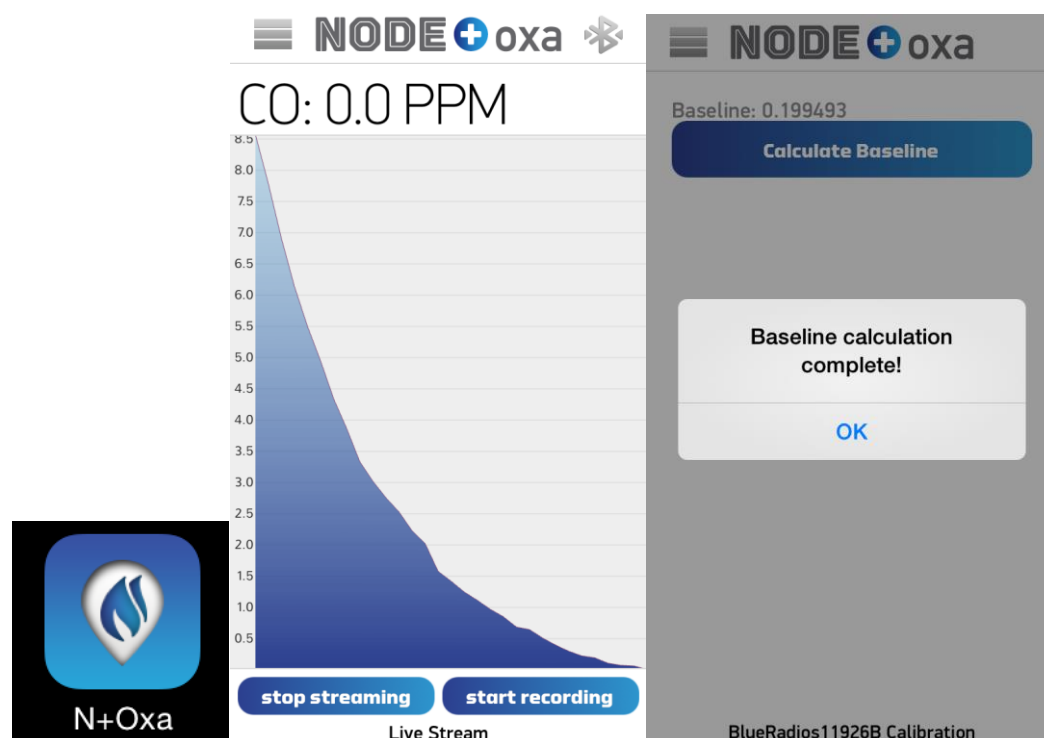 N+Oxa
NODE+oxa
CO: 0.0 PPM
8.5
8.0
7.5
7.0
6.5
6.0
5.5
5.0
4.5
4.0
3.5
3.0
2.5
2.0
1.5
1.0
0.5
stop streaming
start recording
Live Stream
NODE+oxa
Baseline: 0.199493
Calculate Baseline
Baseline calculation
complete!
OK
BlueRadios11926B Calibration